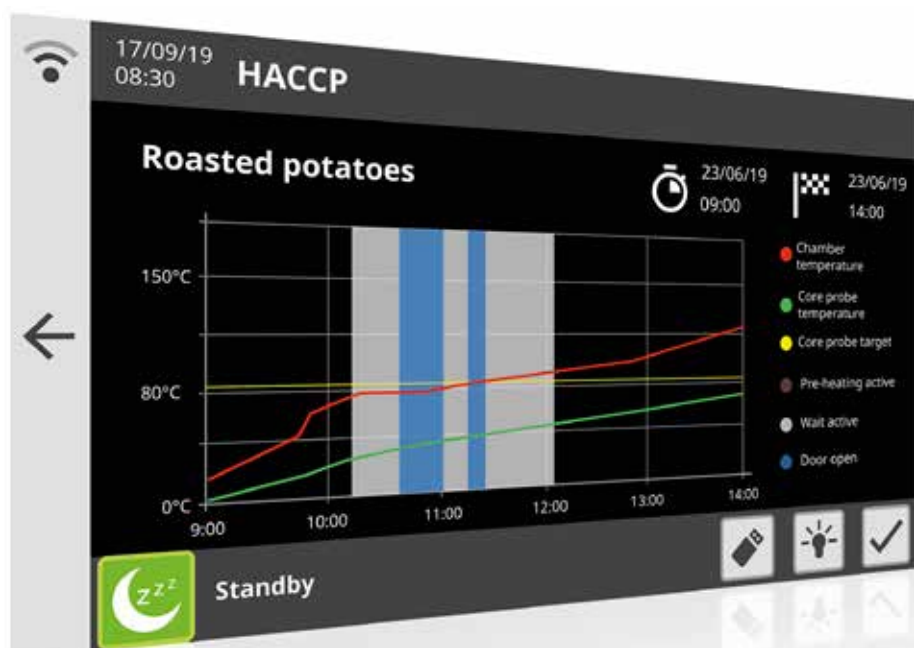 17/09/19
08:30
HACCP
Roasted potatoes
23/06/19
09:00
23/06/19
14:00
150°C
80°C
0°C
9:00
10:00
11:00
12:00
13:00
14:00
Chamber
temperature
Core probe
temperature
Core probe target
Pre-heating active
Wait active
Door open
zzz
Standby